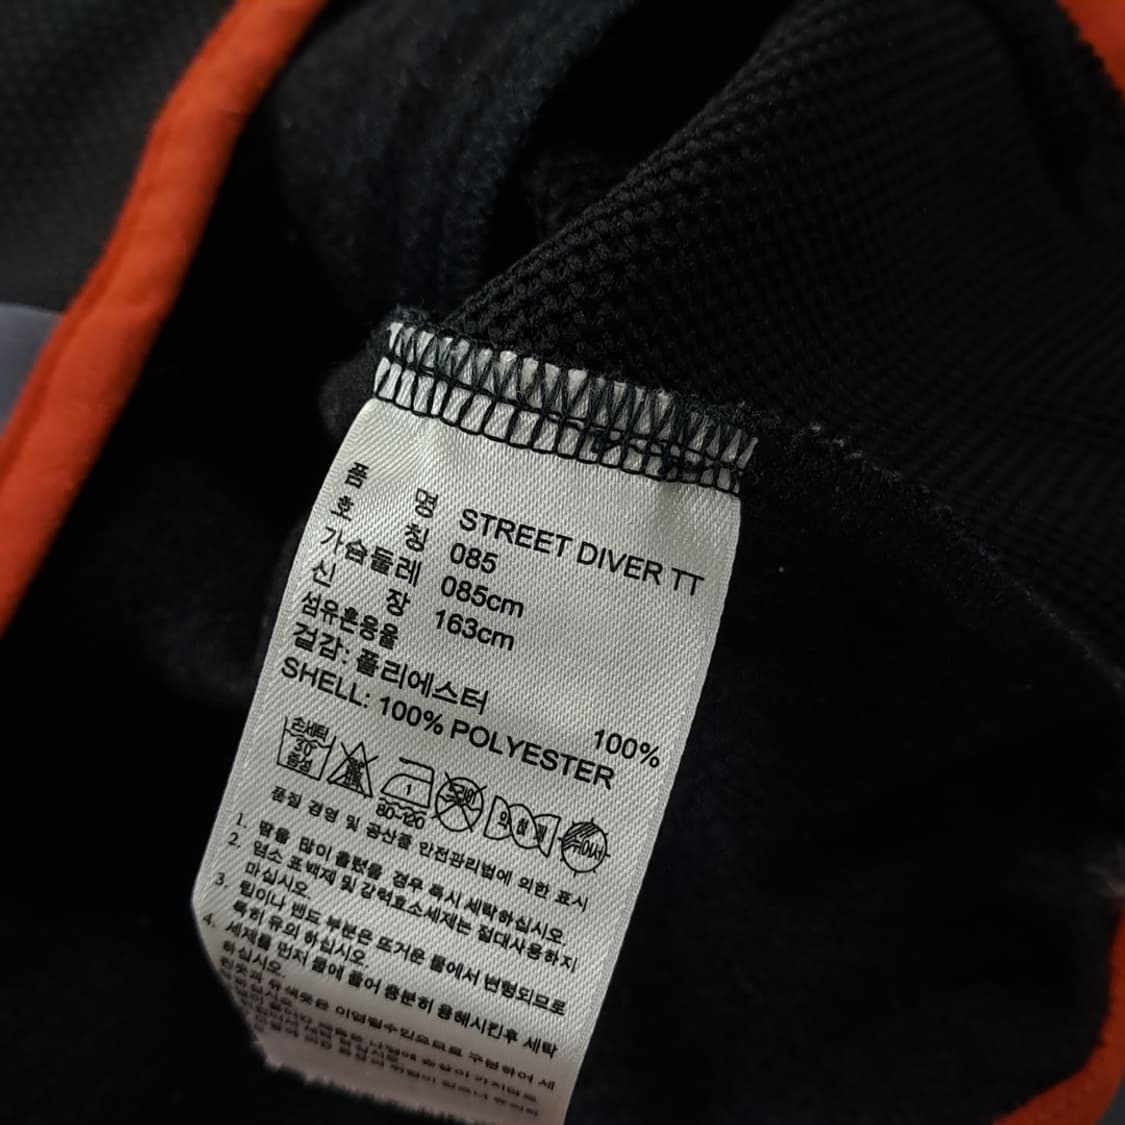 품 명 STREET DIVER TT
호 칭 085
가슴둘레 085cm
신 장 163cm
섬유혼용율
겉감: 폴리에스터 100%
SHELL: 100% POLYESTER
손세탁 30 중성
1 80-120
드라이
약하게
뉘어서
품질 경영 및 공산품 안전관리법에 의한 표시
1. 땀을 많이 흘렸을 경우 즉시 세탁하십시오.
2. 염소 표백제 및 강력효소세제는 절대사용하지
마십시오.
3. 팁이나 밴드 부분은 뜨거운 물에서 변형되므로
특히 유의 하십시오.
4. 세제를 먼저 물에 풀어 충분히 용해시킨후 세탁
하십시오.